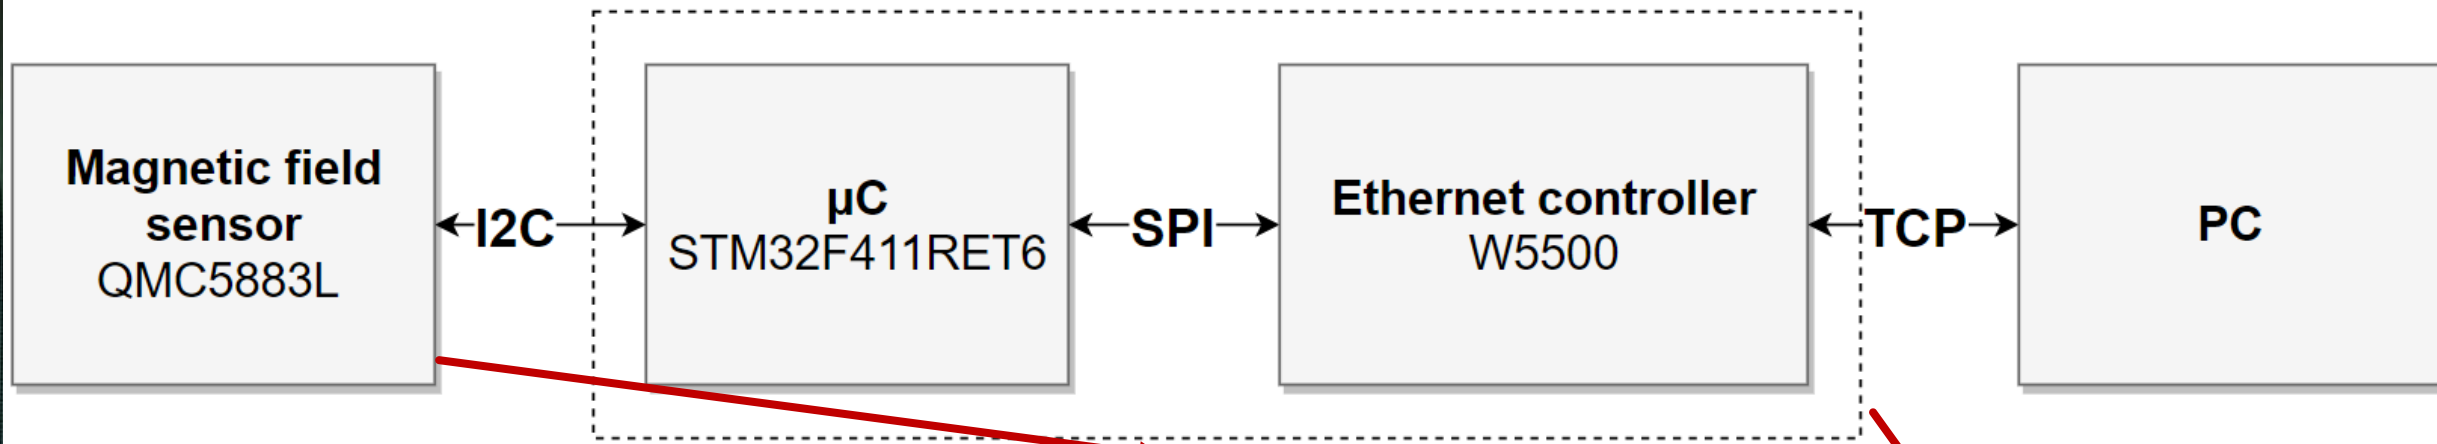 Magnetic field
sensor
QMC5883L
I2C
µC
STM32F411RET6
SPI
Ethernet controller
W5500
TCP
PC